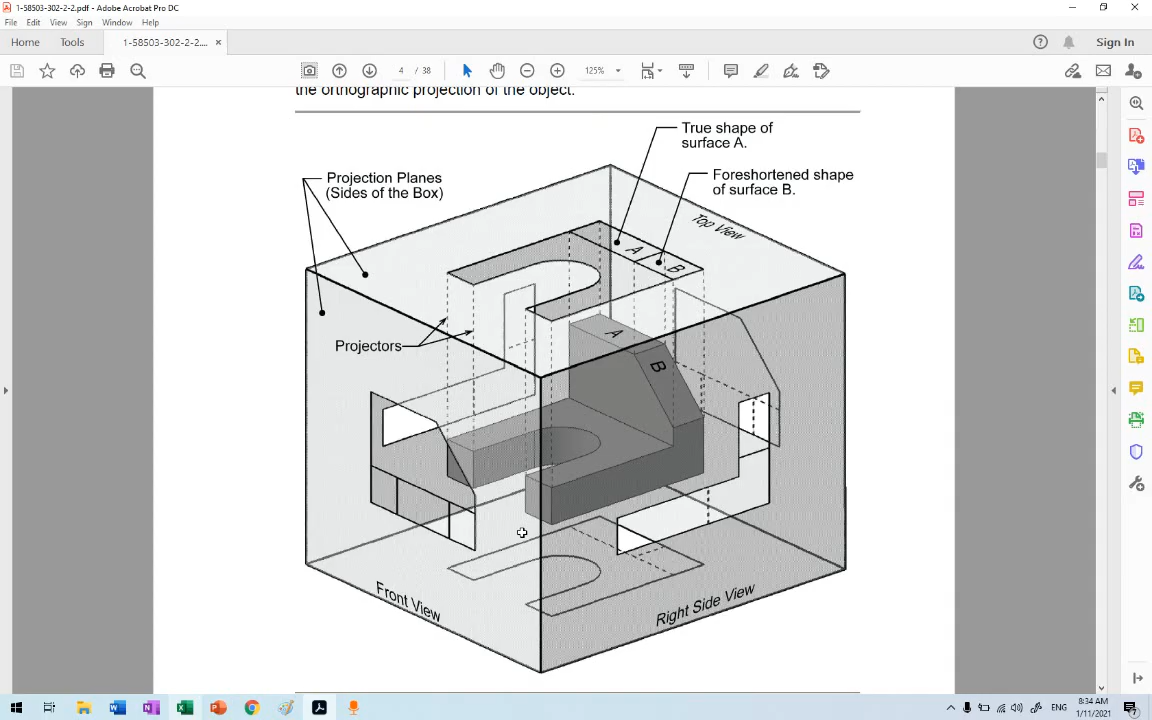 1-58503-302-2-2.pdf - Adobe Acrobat Pro DC
File Edit View Sign Window Help
Home Tools 1-58503-302-2-2.... × Sign In
4 / 38 125%
the orthographic projection of the object.
True shape of
surface A.
Projection Planes
(Sides of the Box)
Foreshortened shape
of surface B.
Top View
A
B
Projectors
A
B
Front View
Right Side View
ENG
8:34 AM
1/11/2021